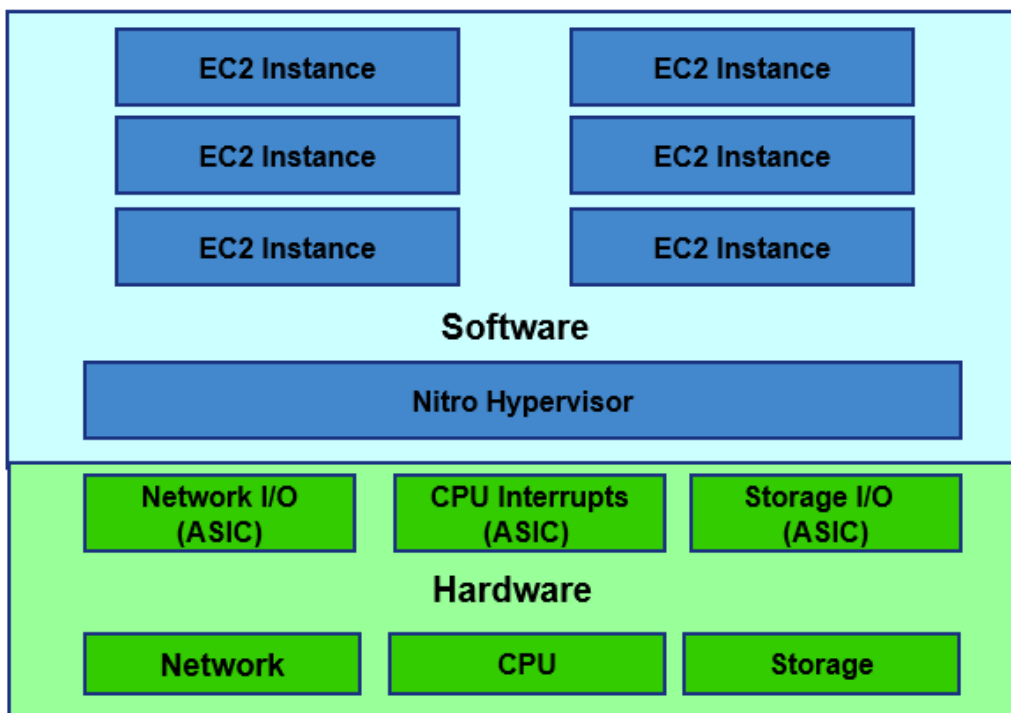 EC2 Instance
EC2 Instance
EC2 Instance
EC2 Instance
EC2 Instance
EC2 Instance
Software
Nitro Hypervisor
Network I/O
(ASIC)
CPU Interrupts
(ASIC)
Storage I/O
(ASIC)
Hardware
Network
CPU
Storage